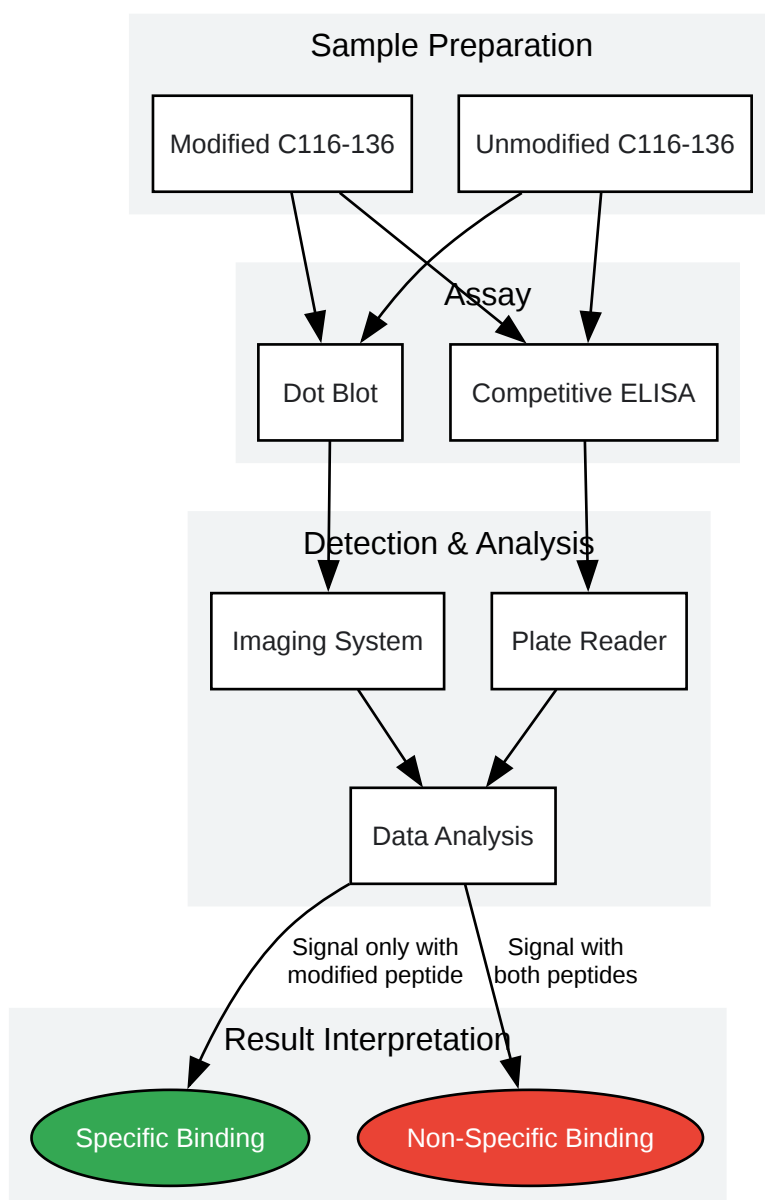 Sample Preparation
Modified C116-136
Unmodified C116-136
Assay
Dot Blot
Competitive ELISA
Detection & Analysis
Imaging System
Plate Reader
Data Analysis
Signal only with
modified peptide
Signal with
both peptides
Result Interpretation
Specific Binding
Non-Specific Binding